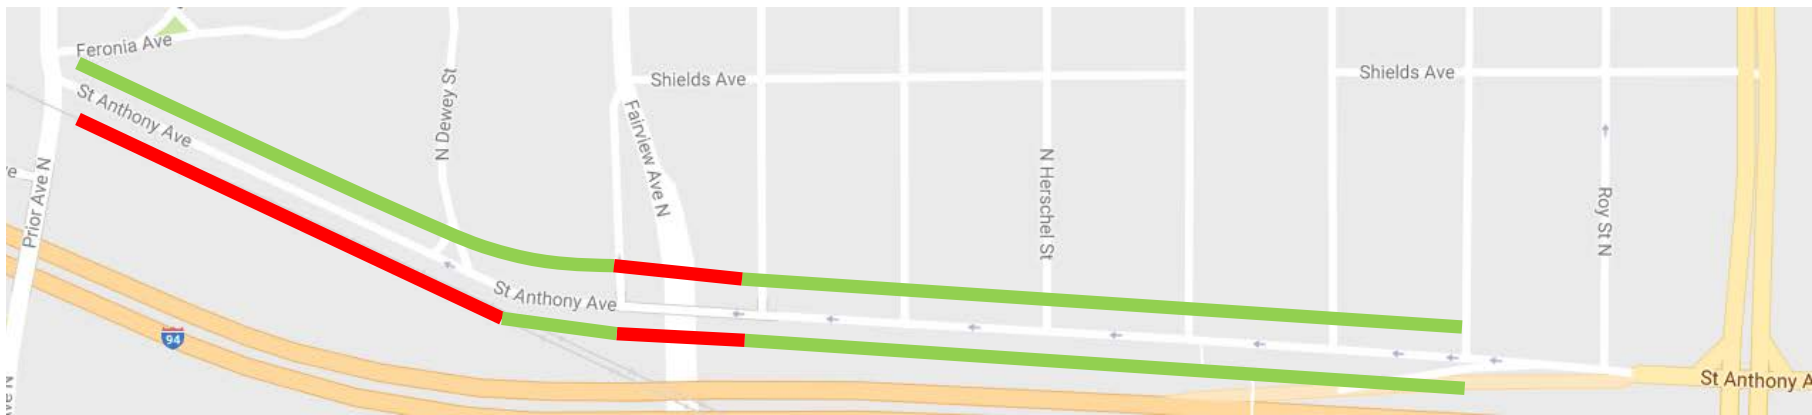 Feronia Ave
St Anthony Ave
N Dewey St
Shields Ave
Shields Ave
Fairview Ave N
N Herschel St
Roy St N
Prior Ave N
e
St Anthony Ave
94
St Anthony A
ve N